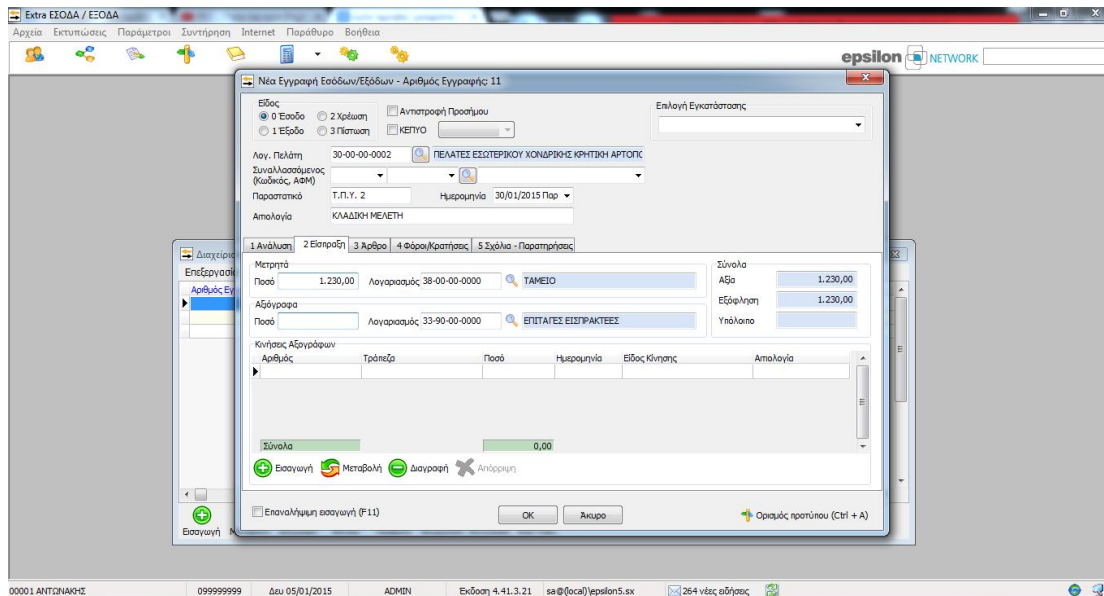 Extra ΕΣΟΔΑ / ΕΞΟΔΑ
Αρχεία Εκτυπώσεις Παράμετροι Συντήρηση Internet Παράθυρο Βοήθεια
epsilon NETWORK
Νέα Εγγραφή Εσόδων/Εξόδων - Αριθμός Εγγραφής: 11
Είδος
0 Έσοδο 2 Χρέωση
1 Έξοδο 3 Πίστωση
Αντιστροφή Προσήμου
ΚΕΠΥΟ
Επιλογή Εγκατάστασης
Λογ. Πελάτη 30-00-00-0002 ΠΕΛΑΤΕΣ ΕΣΩΤΕΡΙΚΟΥ ΧΟΝΔΡΙΚΗΣ ΚΡΗΤΙΚΗ ΑΡΤΟΠΟ
Συναλλασσόμενος
(Κωδικός, ΑΦΜ)
Παραστατικό Τ.Π.Υ. 2 Ημερομηνία 30/01/2015 Παρ
Αιτιολογία ΚΛΑΔΙΚΗ ΜΕΛΕΤΗ
1 Ανάλυση 2 Είσπραξη 3 Άρθρο 4 Φόροι/Κρατήσεις 5 Σχόλια - Παρατηρήσεις
Μετρητά
Ποσό 1.230,00 Λογαριασμός 38-00-00-0000 ΤΑΜΕΙΟ
Αξιόγραφα
Ποσό Λογαριασμός 33-90-00-0000 ΕΠΙΤΑΓΕΣ ΕΙΣΠΡΑΚΤΕΕΣ
Σύνολα
Αξία 1.230,00
Εξόφληση 1.230,00
Υπόλοιπο
Κινήσεις Αξιογράφων
Αριθμός Τράπεζα Ποσό Ημερομηνία Είδος Κίνησης Αιτιολογία
Σύνολα 0,00
Εισαγωγή Μεταβολή Διαγραφή Απόρριψη
Επαναλήψιμη εισαγωγή (F11)
OK Άκυρο
Ορισμός προτύπου (Ctrl + A)
Διαχείρισ
Επεξεργασί
Αριθμός Εγ
Εισαγωγή
00001 ΑΝΤΩΝΑΚΗΣ 099999999 Δευ 05/01/2015 ADMIN Έκδοση 4.41.3.21 sa@(local)\epsilon5.sx 264 νέες ειδήσεις